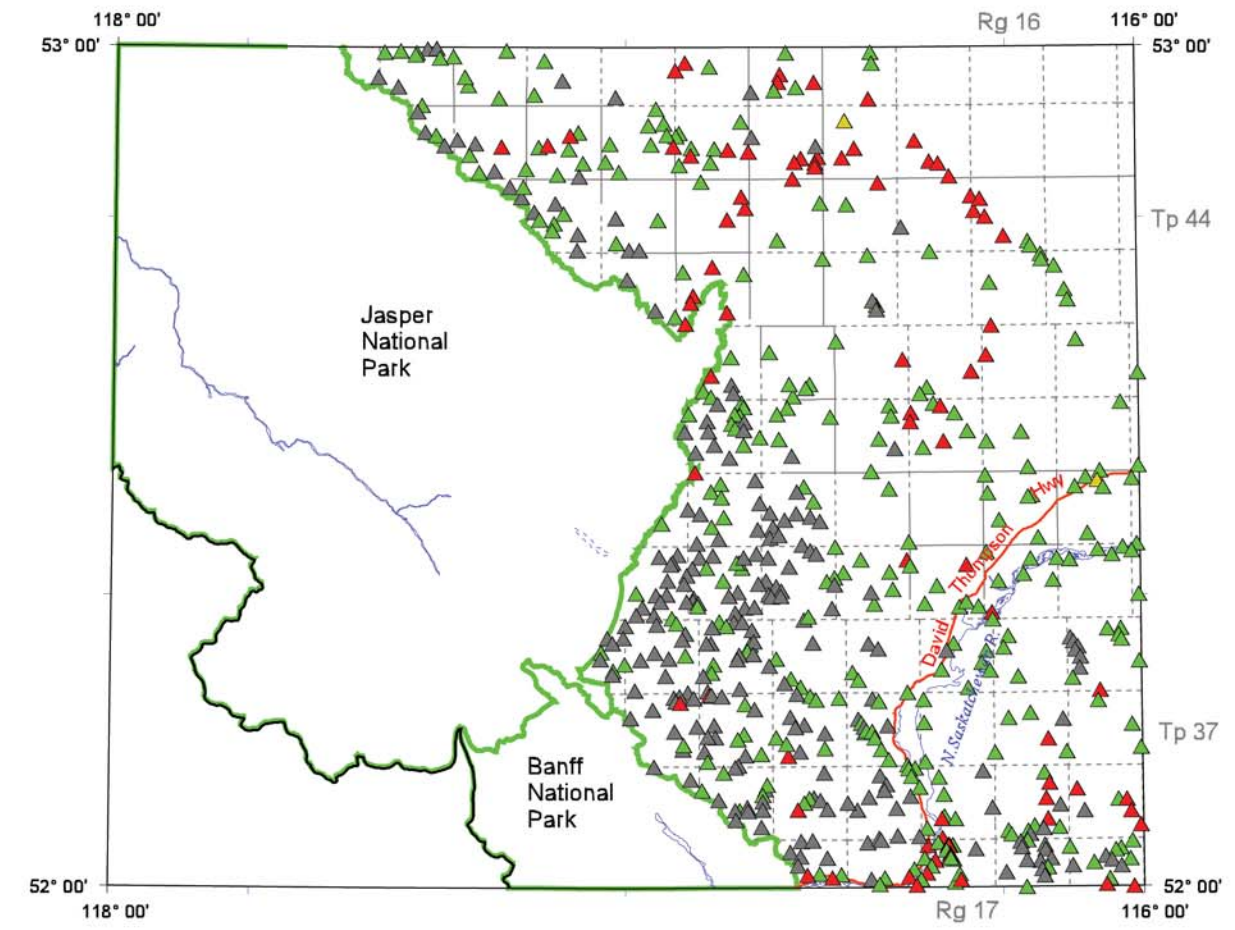 118° 00'
116° 00'
Rg 16
53° 00'
53° 00'
Tp 44
Jasper
National
Park
Hwy
Thompson
David
N.Saskatchewan R.
Tp 37
Banff
National
Park
52° 00'
52° 00'
118° 00'
Rg 17
116° 00'